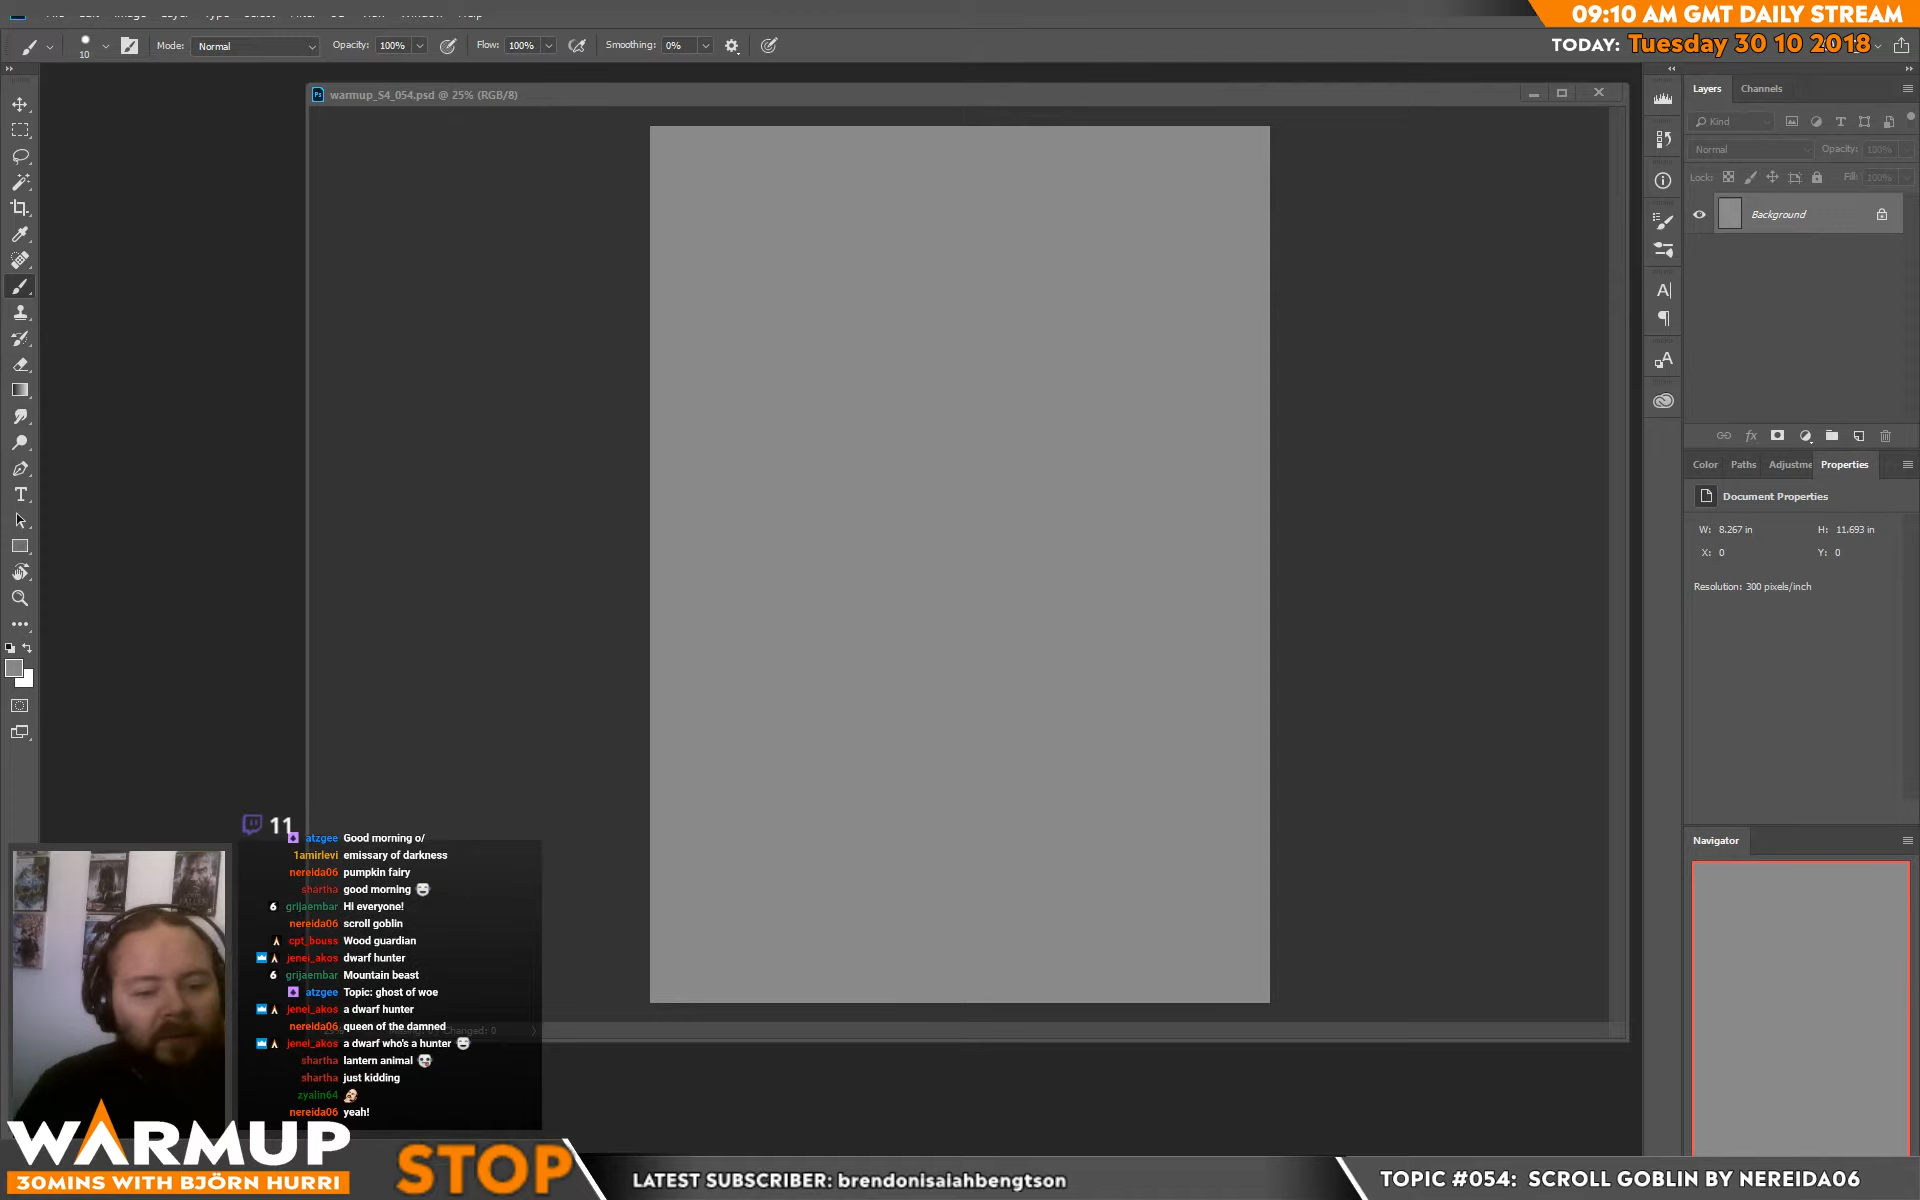 09:10 AM GMT DAILY STREAM
TODAY: Tuesday 30 10 2018
10
Mode: Normal
Opacity: 100%
Flow: 100%
Smoothing: 0%
warmup_S4_054.psd @ 25% (RGB/8)
Layers
Channels
Kind
Normal
Opacity: 100%
Lock:
Fill: 100%
Background
Color
Paths
Adjustme
Properties
Document Properties
W: 8.267 in
H: 11.693 in
X: 0
Y: 0
Resolution: 300 pixels/inch
Navigator
11
atzgee Good morning o/
1amirlevi emissary of darkness
nereida06 pumpkin fairy
shartha good morning
6 grijaembar Hi everyone!
nereida06 scroll goblin
cpt_bouss Wood guardian
jenei_akos dwarf hunter
6 grijaembar Mountain beast
atzgee Topic: ghost of woe
jenei_akos a dwarf hunter
nereida06 queen of the damned
jenei_akos a dwarf who's a hunter
shartha lantern animal
shartha just kidding
zyalin64
nereida06 yeah!
WARMUP
30MINS WITH BJÖRN HURRI
STOP
LATEST SUBSCRIBER: brendonisaiahbengtson
TOPIC #054: SCROLL GOBLIN BY NEREIDA06